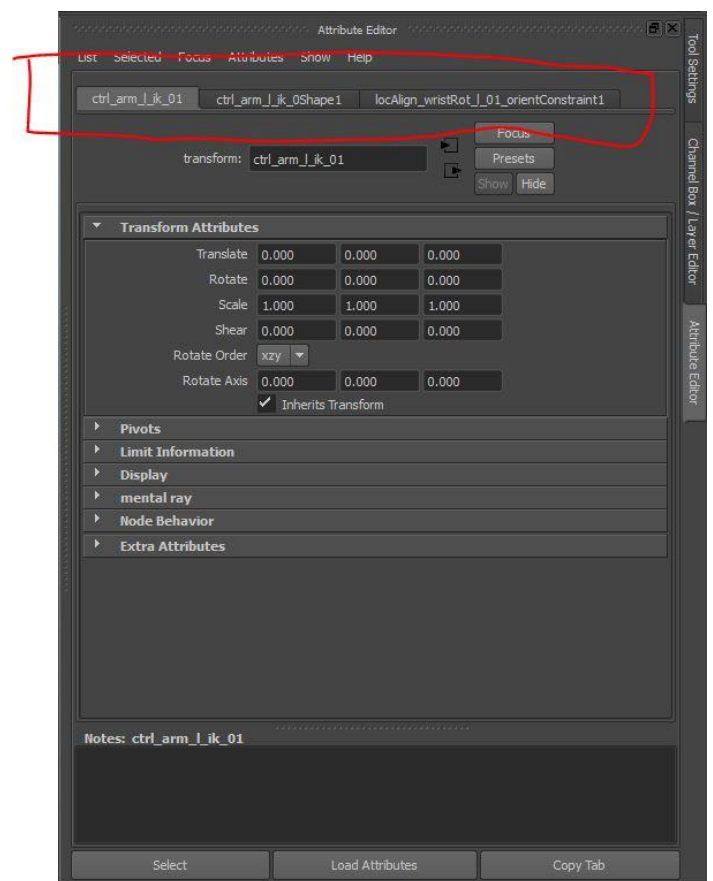 Attribute Editor
List Selected Focus Attributes Show Help
ctrl_arm_l_ik_01 ctrl_arm_l_ik_0Shape1 locAlign_wristRot_l_01_orientConstraint1
Focus
transform: ctrl_arm_l_ik_01 Presets
Show Hide
Transform Attributes
Translate 0.000 0.000 0.000
Rotate 0.000 0.000 0.000
Scale 1.000 1.000 1.000
Shear 0.000 0.000 0.000
Rotate Order xzy
Rotate Axis 0.000 0.000 0.000
Inherits Transform
Pivots
Limit Information
Display
mental ray
Node Behavior
Extra Attributes
Notes: ctrl_arm_l_ik_01
Select Load Attributes Copy Tab
Tool Settings
Channel Box / Layer Editor
Attribute Editor